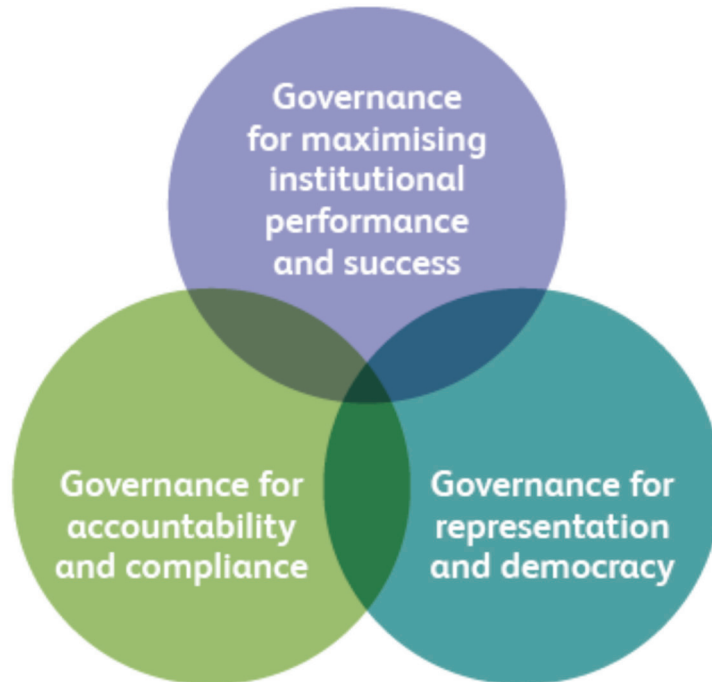 Governance
for maximising
institutional
performance
and success
Governance for
accountability
and compliance
Governance for
representation
and democracy